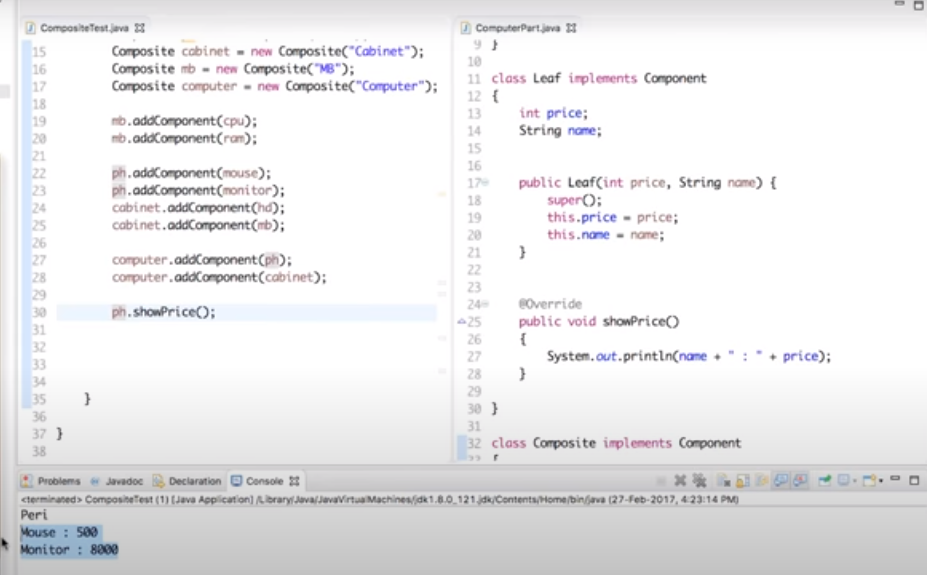 CompositeTest.java
15 Composite cabinet = new Composite("Cabinet");
16 Composite mb = new Composite("MB");
17 Composite computer = new Composite("Computer");
18
19 mb.addComponent(cpu);
20 mb.addComponent(ram);
21
22 ph.addComponent(mouse);
23 ph.addComponent(monitor);
24 cabinet.addComponent(hd);
25 cabinet.addComponent(mb);
26
27 computer.addComponent(ph);
28 computer.addComponent(cabinet);
29
30 ph.showPrice();
31
32
33
34
35 }
36
37 }
38
ComputerPart.java
9 }
10
11 class Leaf implements Component
12 {
13 int price;
14 String name;
15
16
17 public Leaf(int price, String name) {
18 super();
19 this.price = price;
20 this.name = name;
21 }
22
23
24 @Override
25 public void showPrice()
26 {
27 System.out.println(name + " : " + price);
28 }
29
30 }
31
32 class Composite implements Component
Problems Javadoc Declaration Console
<terminated> CompositeTest (1) [Java Application] /Library/Java/JavaVirtualMachines/jdk1.8.0_121.jdk/Contents/Home/bin/java (27-Feb-2017, 4:23:14 PM)
Peri
Mouse : 500
Monitor : 8000